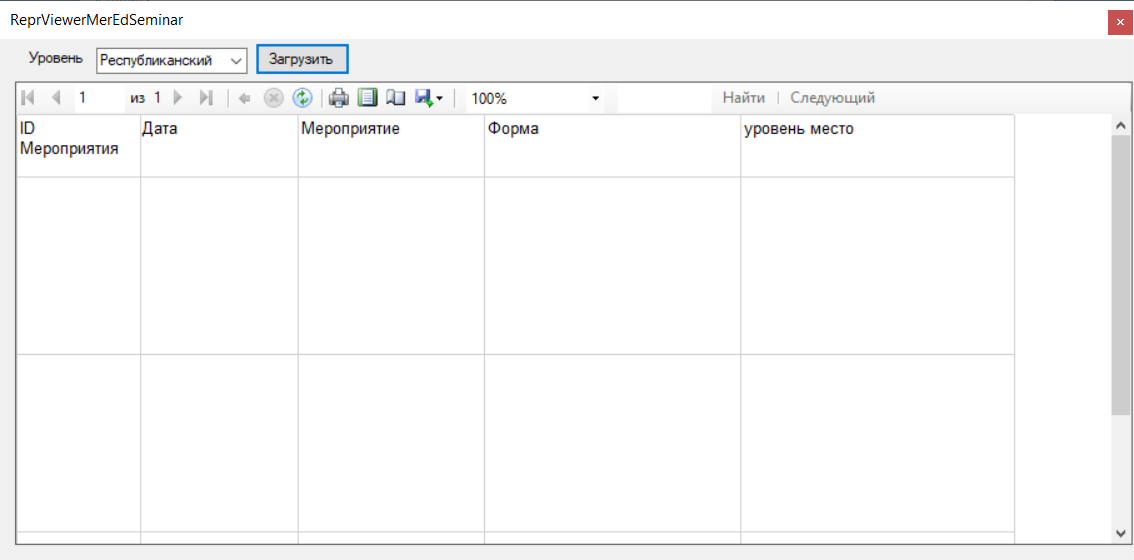 ReprViewerMerEdSeminar
Уровень Республиканский Загрузить
1 из 1 100% Найти Следующий
ID Мероприятия Дата Мероприятие Форма уровень место